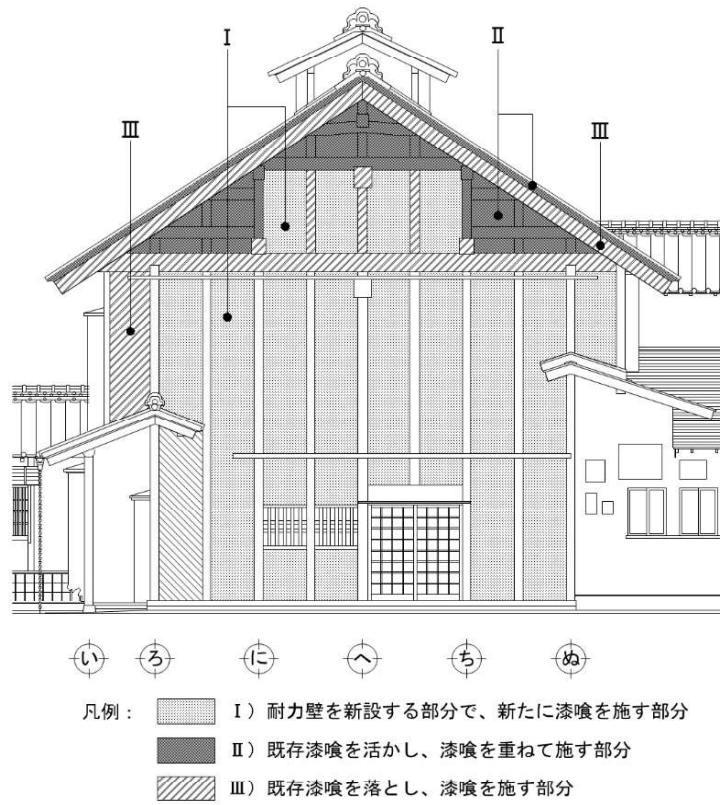 Ⅰ
Ⅱ
Ⅲ
Ⅲ
い ろ に へ ち ぬ
凡例：
Ⅰ）耐力壁を新設する部分で、新たに漆喰を施す部分
Ⅱ）既存漆喰を活かし、漆喰を重ねて施す部分
Ⅲ）既存漆喰を落とし、漆喰を施す部分